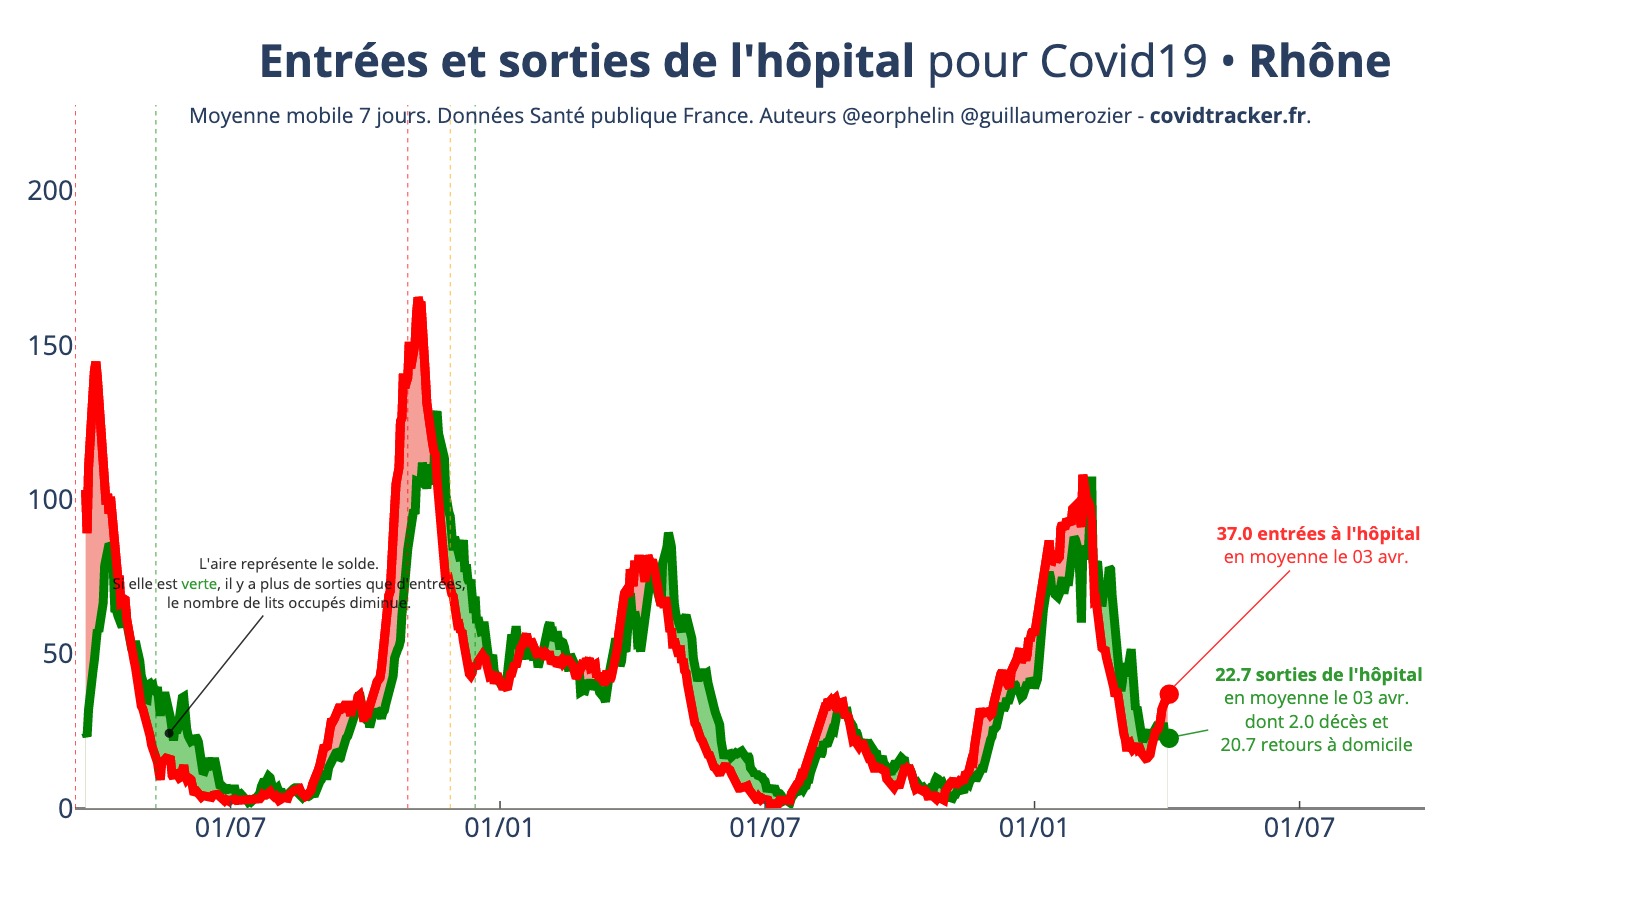 Entrées et sorties de l'hôpital pour Covid19 • Rhône
Moyenne mobile 7 jours. Données Santé publique France. Auteurs @eorphelin @guillaumerozier - covidtracker.fr.
200
150
100
50
0
L'aire représente le solde.
Si elle est verte, il y a plus de sorties que d'entrées,
le nombre de lits occupés diminue.
37.0 entrées à l'hôpital
en moyenne le 03 avr.
22.7 sorties de l'hôpital
en moyenne le 03 avr.
dont 2.0 décès et
20.7 retours à domicile
01/07
01/01
01/07
01/01
01/07